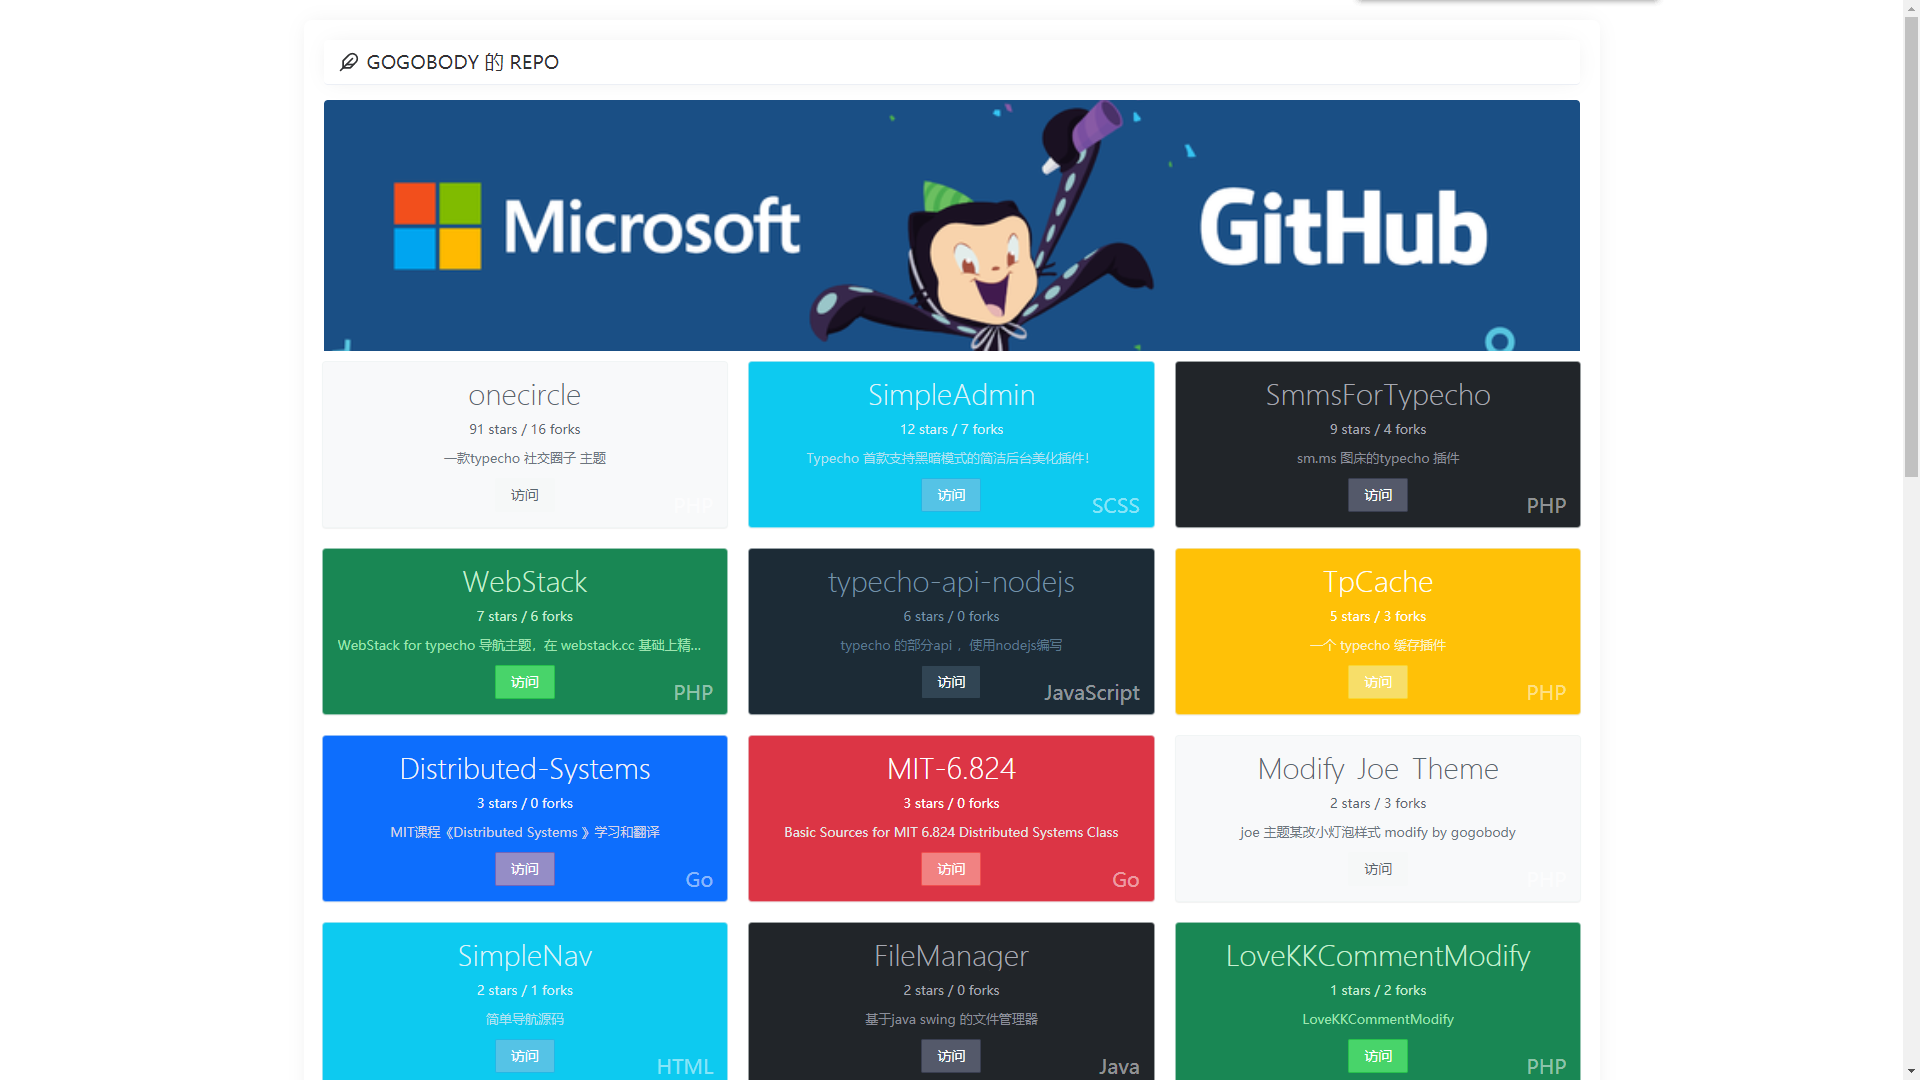 GOGOBODY 的 REPO
Microsoft
GitHub
onecircle
91 stars / 16 forks
一款typecho 社交圈子 主题
访问
PHP
SimpleAdmin
12 stars / 7 forks
Typecho 首款支持黑暗模式的简洁后台美化插件!
访问
SCSS
SmmsForTypecho
9 stars / 4 forks
sm.ms 图床的typecho 插件
访问
PHP
WebStack
7 stars / 6 forks
WebStack for typecho 导航主题，在 webstack.cc 基础上精...
访问
PHP
typecho-api-nodejs
6 stars / 0 forks
typecho 的部分api ，使用nodejs编写
访问
JavaScript
TpCache
5 stars / 3 forks
一个 typecho 缓存插件
访问
PHP
Distributed-Systems
3 stars / 0 forks
MIT课程《Distributed Systems 》学习和翻译
访问
Go
MIT-6.824
3 stars / 0 forks
Basic Sources for MIT 6.824 Distributed Systems Class
访问
Go
Modify Joe Theme
2 stars / 3 forks
joe 主题某改小灯泡样式 modify by gogobody
访问
PHP
SimpleNav
2 stars / 1 forks
简单导航源码
访问
HTML
FileManager
2 stars / 0 forks
基于java swing 的文件管理器
访问
Java
LoveKKCommentModify
1 stars / 2 forks
LoveKKCommentModify
访问
PHP